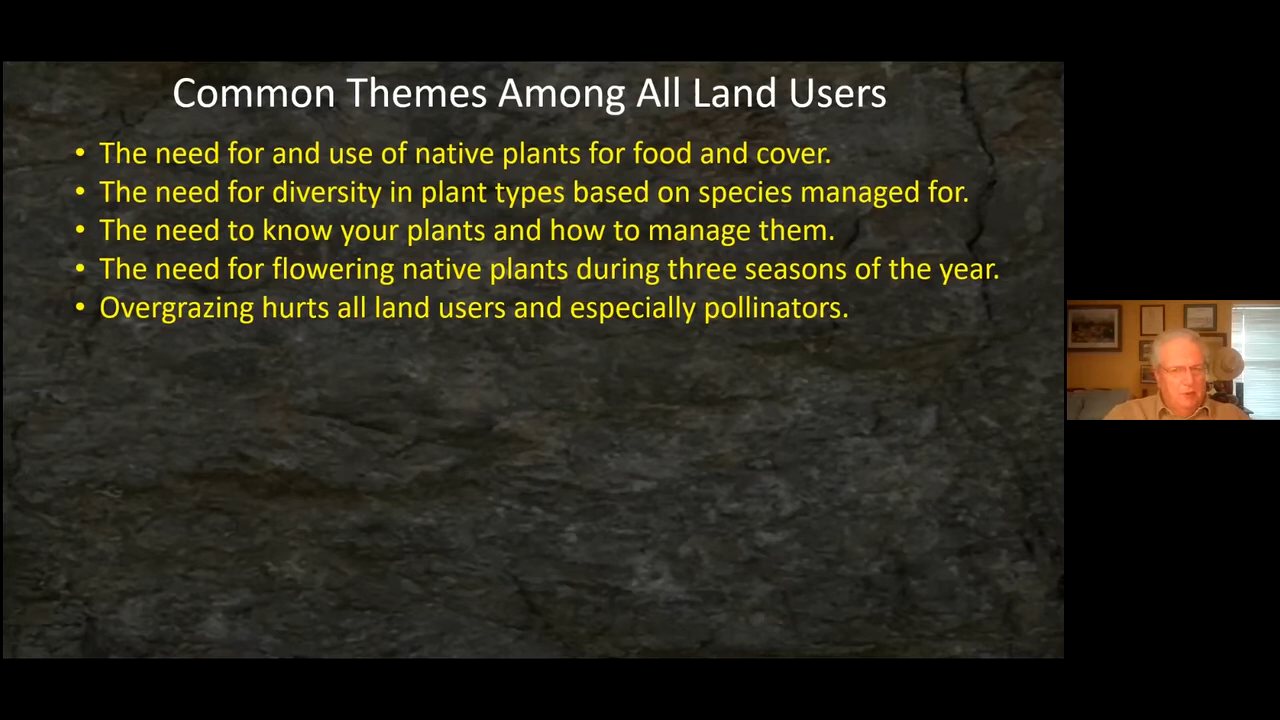 Common Themes Among All Land Users
• The need for and use of native plants for food and cover.
• The need for diversity in plant types based on species managed for.
• The need to know your plants and how to manage them.
• The need for flowering native plants during three seasons of the year.
• Overgrazing hurts all land users and especially pollinators.